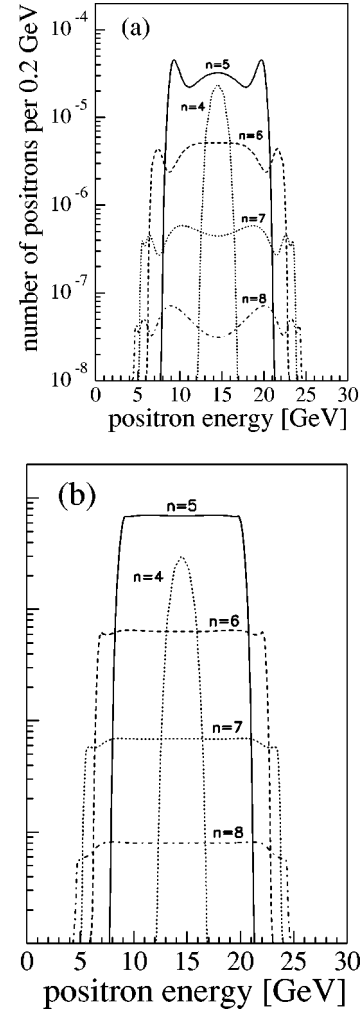 (a)
number of positrons per 0.2 GeV
10⁻⁴
10⁻⁵
10⁻⁶
10⁻⁷
10⁻⁸
n=5
n=4
n=6
n=7
n=8
0 5 10 15 20 25 30
positron energy [GeV]
(b)
n=5
n=4
n=6
n=7
n=8
0 5 10 15 20 25 30
positron energy [GeV]